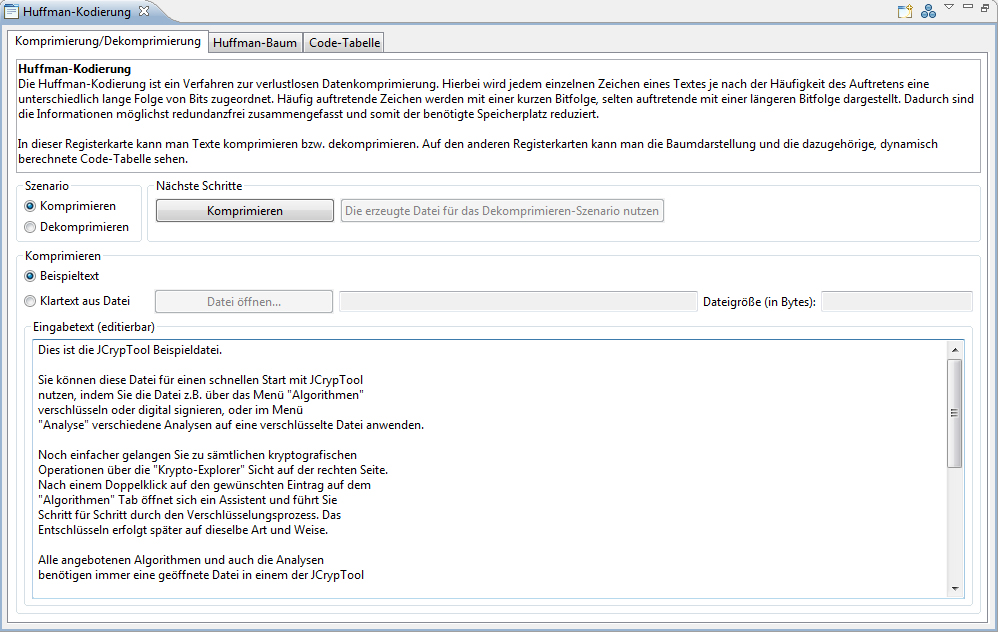 Huffman-Kodierung
Komprimierung/Dekomprimierung
Huffman-Baum
Code-Tabelle
Huffman-Kodierung
Die Huffman-Kodierung ist ein Verfahren zur verlustlosen Datenkomprimierung. Hierbei wird jedem einzelnen Zeichen eines Textes je nach der Häufigkeit des Auftretens eine
unterschiedlich lange Folge von Bits zugeordnet. Häufig auftretende Zeichen werden mit einer kurzen Bitfolge, selten auftretende mit einer längeren Bitfolge dargestellt. Dadurch sind
die Informationen möglichst redundanzfrei zusammengefasst und somit der benötigte Speicherplatz reduziert.
In dieser Registerkarte kann man Texte komprimieren bzw. dekomprimieren. Auf den anderen Registerkarten kann man die Baumdarstellung und die dazugehörige, dynamisch
berechnete Code-Tabelle sehen.
Szenario
Komprimieren
Dekomprimieren
Nächste Schritte
Komprimieren
Die erzeugte Datei für das Dekomprimieren-Szenario nutzen
Komprimieren
Beispieltext
Klartext aus Datei
Datei öffnen...
Dateigröße (in Bytes):
Eingabetext (editierbar)
Dies ist die JCrypTool Beispieldatei.
Sie können diese Datei für einen schnellen Start mit JCrypTool
nutzen, indem Sie die Datei z.B. über das Menü "Algorithmen"
verschlüsseln oder digital signieren, oder im Menü
"Analyse" verschiedene Analysen auf eine verschlüsselte Datei anwenden.
Noch einfacher gelangen Sie zu sämtlichen kryptografischen
Operationen über die "Krypto-Explorer" Sicht auf der rechten Seite.
Nach einem Doppelklick auf den gewünschten Eintrag auf dem
"Algorithmen" Tab öffnet sich ein Assistent und führt Sie
Schritt für Schritt durch den Verschlüsselungsprozess. Das
Entschlüsseln erfolgt später auf dieselbe Art und Weise.
Alle angebotenen Algorithmen und auch die Analysen
benötigen immer eine geöffnete Datei in einem der JCrypTool